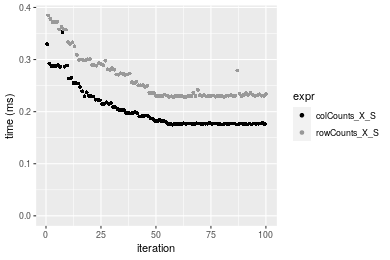 0.4
0.3
0.2
0.1
0.0
time (ms)
0
25
50
75
100
iteration
expr
colCounts_X_S
rowCounts_X_S